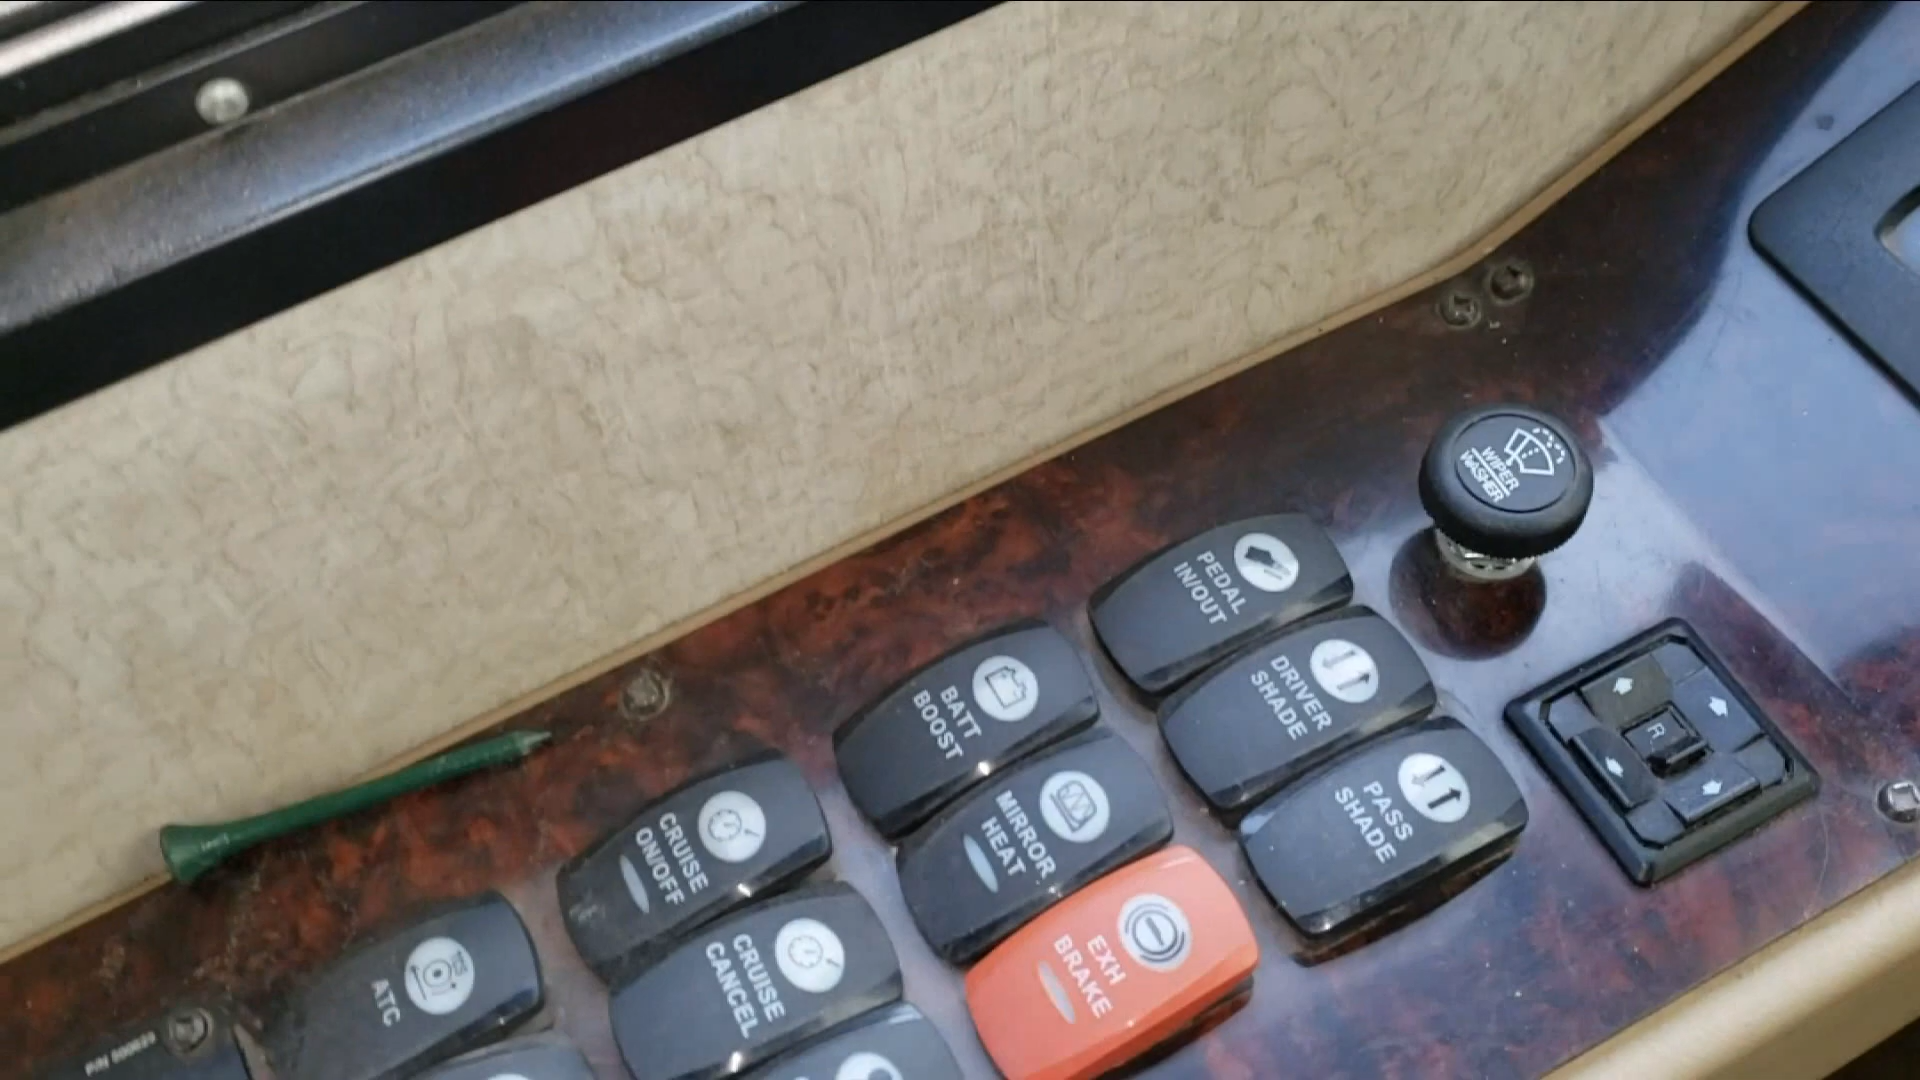 WIPER
WASHER
PEDAL
IN/OUT
DRIVER
SHADE
PASS
SHADE
R
BATT
BOOST
MIRROR
HEAT
EXH
BRAKE
CRUISE
ON/OFF
CRUISE
CANCEL
ATC